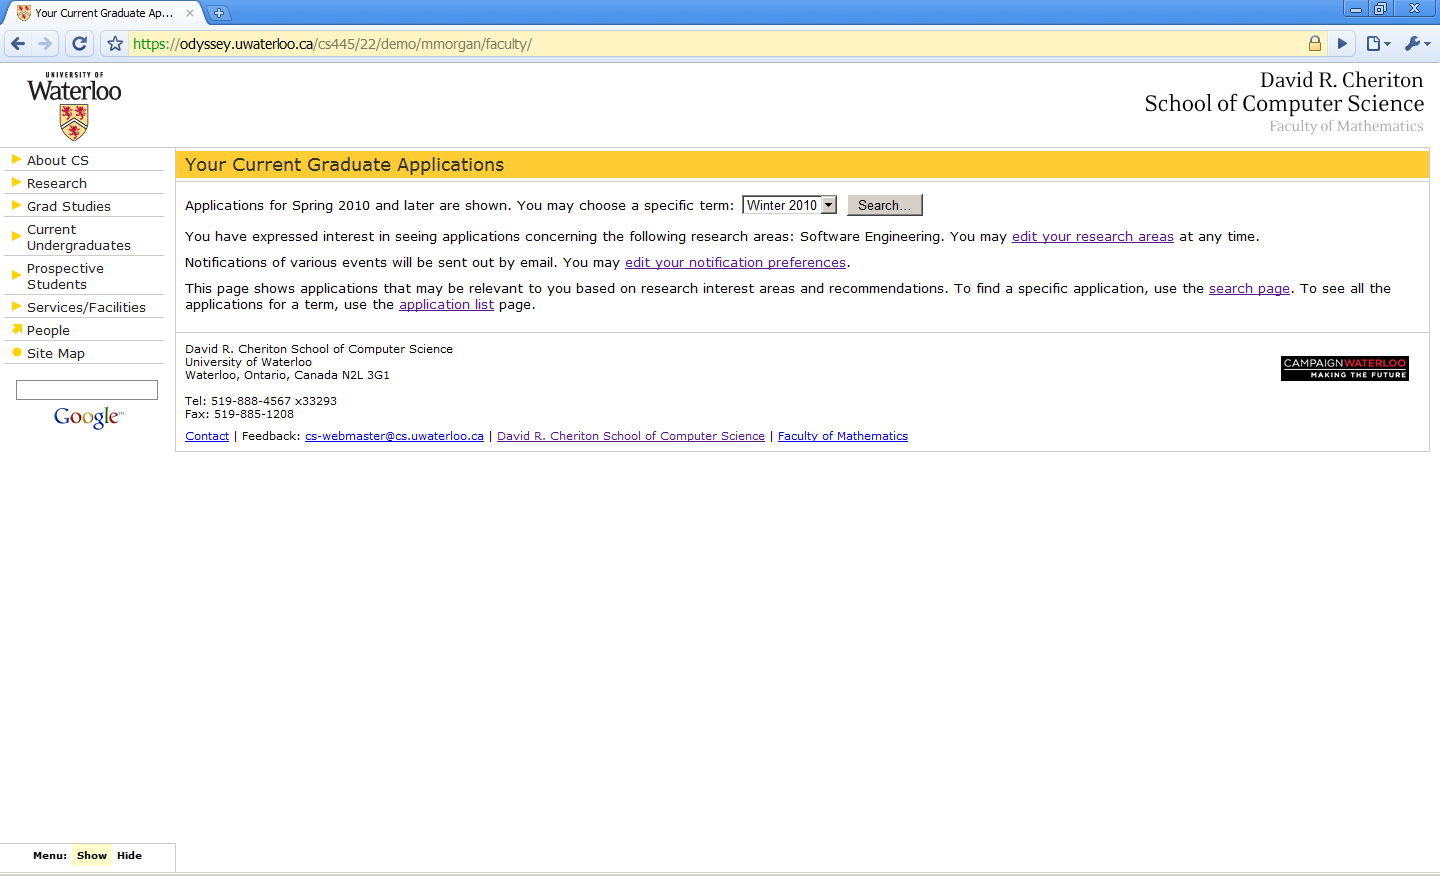 Your Current Graduate Ap...
https://odyssey.uwaterloo.ca/cs445/22/demo/mmorgan/faculty/
UNIVERSITY OF
Waterloo
David R. Cheriton
School of Computer Science
Faculty of Mathematics
About CS
Research
Grad Studies
Current
Undergraduates
Prospective
Students
Services/Facilities
People
Site Map
Google™
Your Current Graduate Applications
Applications for Spring 2010 and later are shown. You may choose a specific term: Winter 2010 Search...
You have expressed interest in seeing applications concerning the following research areas: Software Engineering. You may edit your research areas at any time.
Notifications of various events will be sent out by email. You may edit your notification preferences.
This page shows applications that may be relevant to you based on research interest areas and recommendations. To find a specific application, use the search page. To see all the
applications for a term, use the application list page.
David R. Cheriton School of Computer Science
University of Waterloo
Waterloo, Ontario, Canada N2L 3G1
Tel: 519-888-4567 x33293
Fax: 519-885-1208
CAMPAIGNWATERLOO
MAKING THE FUTURE
Contact | Feedback: cs-webmaster@cs.uwaterloo.ca | David R. Cheriton School of Computer Science | Faculty of Mathematics
Menu: Show Hide